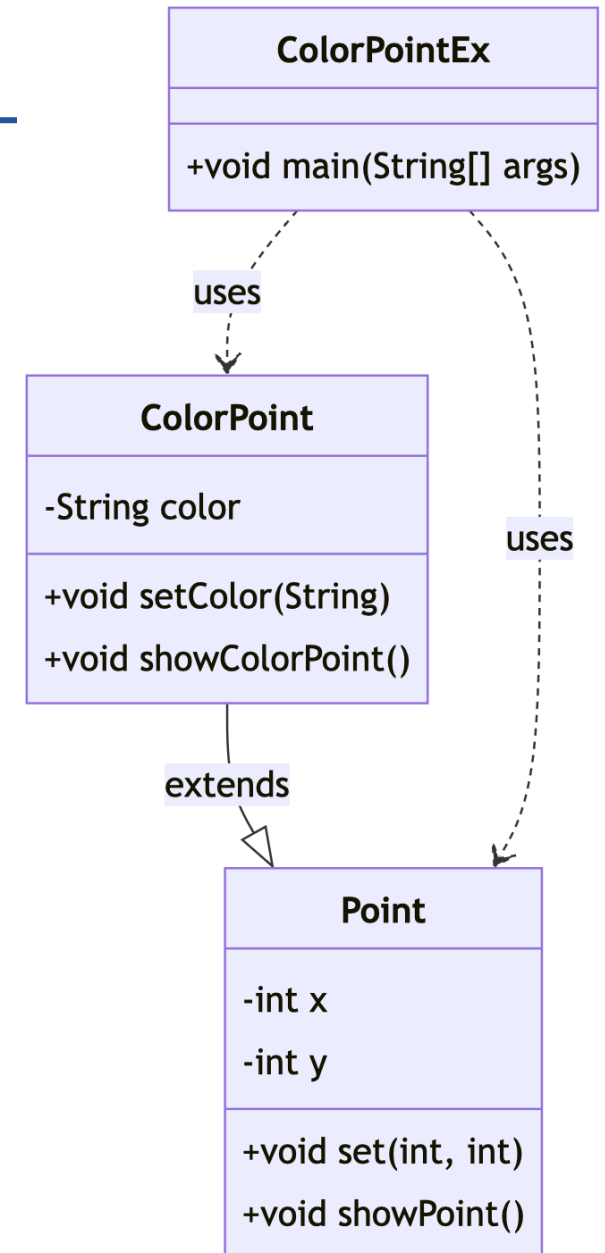 ColorPointEx
+void main(String[] args)
uses
ColorPoint
-String color
+void setColor(String)
+void showColorPoint()
uses
extends
Point
-int x
-int y
+void set(int, int)
+void showPoint()